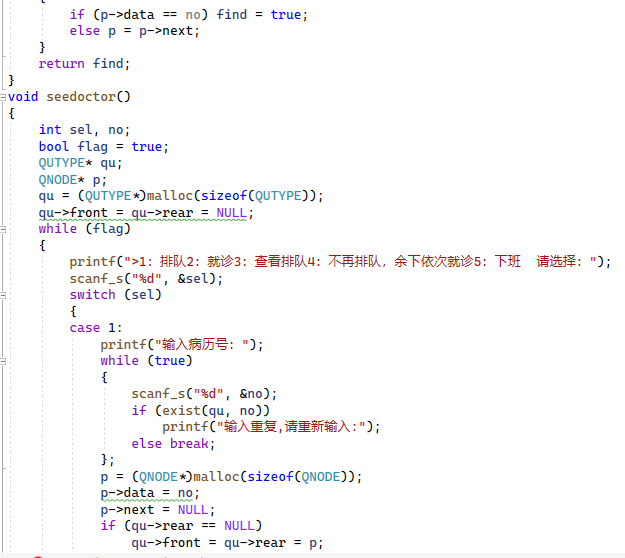 {
if (p->data == no) find = true;
else p = p->next;
}
return find;
}
void seedoctor()
{
int sel, no;
bool flag = true;
QUTYPE* qu;
QNODE* p;
qu = (QUTYPE*)malloc(sizeof(QUTYPE));
qu->front = qu->rear = NULL;
while (flag)
{
printf(">1: 排队2: 就诊3: 查看排队4: 不再排队, 余下依次就诊5: 下班  请选择: ");
scanf_s("%d", &sel);
switch (sel)
{
case 1:
printf("输入病历号: ");
while (true)
{
scanf_s("%d", &no);
if (exist(qu, no))
printf("输入重复,请重新输入:");
else break;
};
p = (QNODE*)malloc(sizeof(QNODE));
p->data = no;
p->next = NULL;
if (qu->rear == NULL)
qu->front = qu->rear = p;